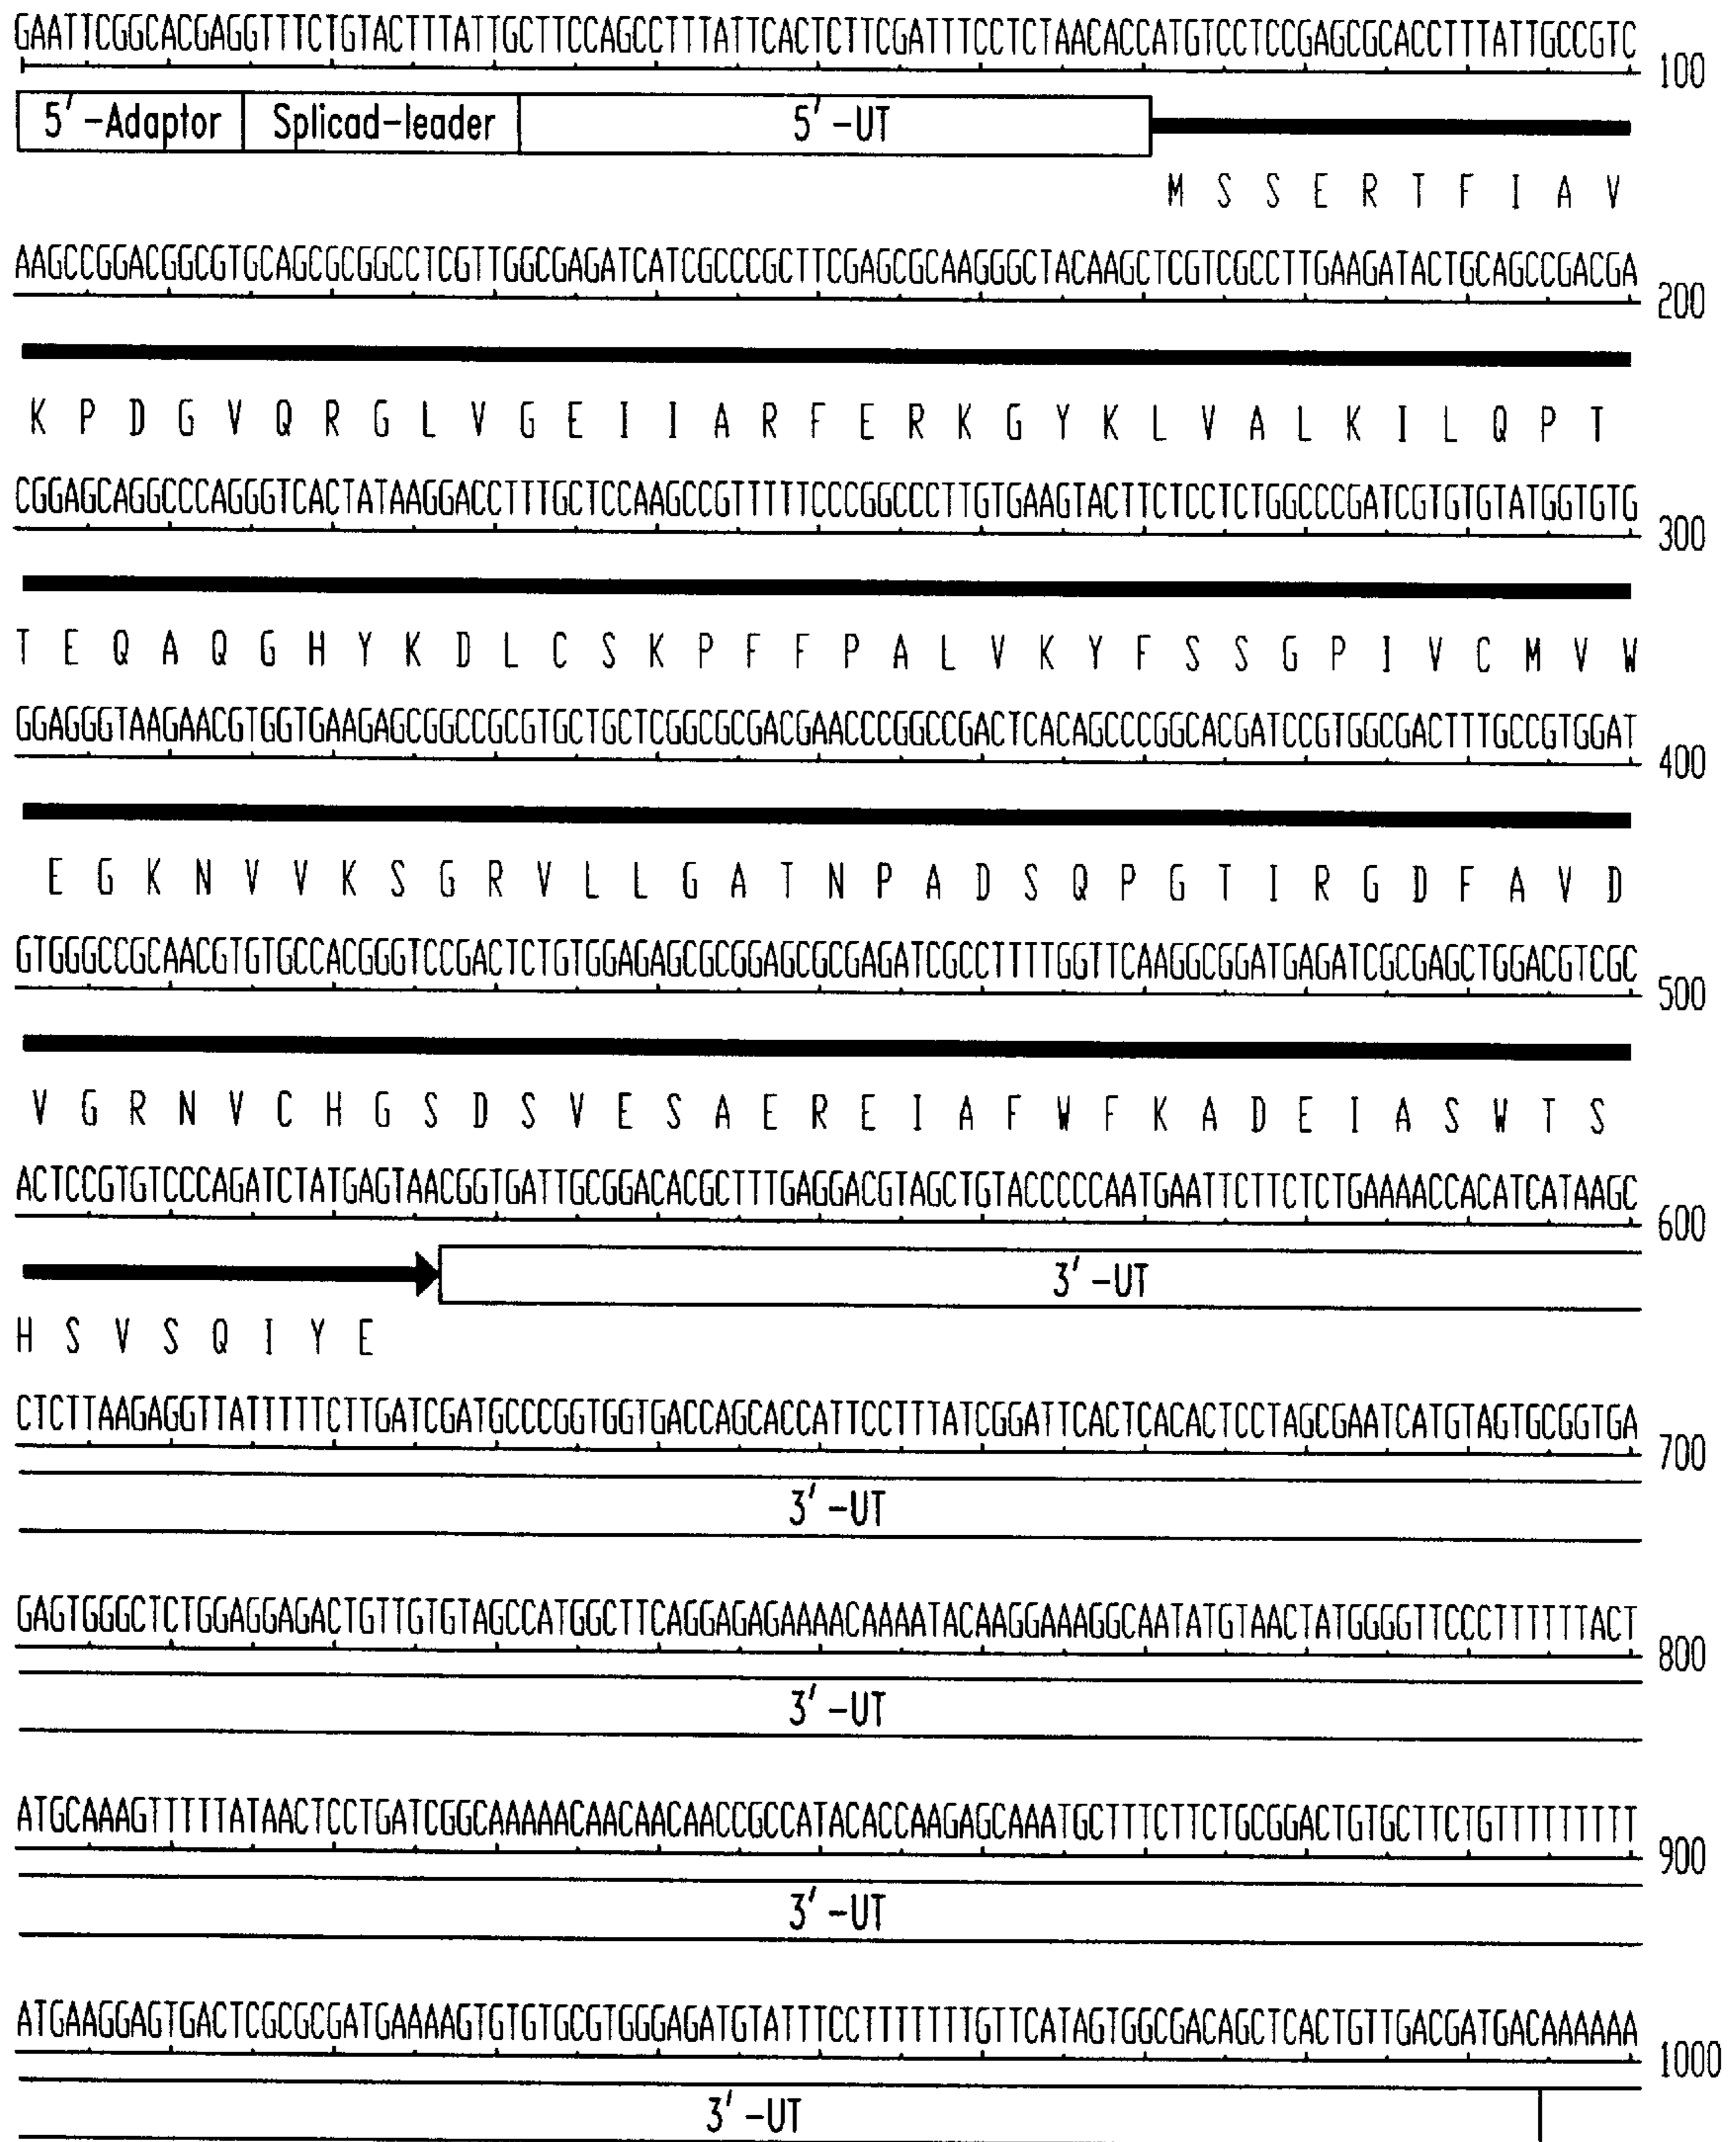 GAATTCGGCACGAGGTTTCTGTACTTTATTGCTTCCAGCCTTTATTCACTCTTCGATTTCCTCTAACACCATGTCCTCCGAGCGCACCTTTATTGCCGTC 100
5′-Adaptor Splicad-leader 5′-UT
M S S E R T F I A V
AAGCCGGACGGCGTGCAGCGCGGCCTCGTTGGCGAGATCATCGCCCGCTTCGAGCGCAAGGGCTACAAGCTCGTCGCCTTGAAGATACTGCAGCCGACGA 200
K P D G V Q R G L V G E I I A R F E R K G Y K L V A L K I L Q P T
CGGAGCAGGCCCAGGGTCACTATAAGGACCTTTGCTCCAAGCCGTTTTTCCCGGCCCTTGTGAAGTACTTCTCCTCTGGCCCGATCGTGTGTATGGTGTG 300
T E Q A Q G H Y K D L C S K P F F P A L V K Y F S S G P I V C M V W
GGAGGGTAAGAACGTGGTGAAGAGCGGCCGCGTGCTGCTCGGCGCGACGAACCCGGCCGACTCACAGCCCGGCACGATCCGTGGCGACTTTGCCGTGGAT 400
E G K N V V K S G R V L L G A T N P A D S Q P G T I R G D F A V D
GTGGGCCGCAACGTGTGCCACGGGTCCGACTCTGTGGAGAGCGCGGAGCGCGAGATCGCCTTTTGGTTCAAGGCGGATGAGATCGCGAGCTGGACGTCGC 500
V G R N V C H G S D S V E S A E R E I A F W F K A D E I A S W T S
ACTCCGTGTCCCAGATCTATGAGTAACGGTGATTGCGGACACGCTTTGAGGACGTAGCTGTACCCCCAATGAATTCTTCTCTGAAAACCACATCATAAGC 600
3′-UT
H S V S Q I Y E
CTCTTAAGAGGTTATTTTTCTTGATCGATGCCCGGTGGTGACCAGCACCATTCCTTTATCGGATTCACTCACACTCCTAGCGAATCATGTAGTGCGGTGA 700
3′-UT
GAGTGGGCTCTGGAGGAGACTGTTGTGTAGCCATGGCTTCAGGAGAGAAAACAAAATACAAGGAAAGGCAATATGTAACTATGGGGTTCCCTTTTTTACT 800
3′-UT
ATGCAAAGTTTTTATAACTCCTGATCGGCAAAAACAACAACAACCGCCATACACCAAGAGCAAATGCTTTCTTCTGCGGACTGTGCTTCTGTTTTTTTTT 900
3′-UT
ATGAAGGAGTGACTCGCGCGATGAAAAGTGTGTGCGTGGGAGATGTATTTCCTTTTTTTGTTCATAGTGGCGACAGCTCACTGTTGACGATGACAAAAAA 1000
3′-UT